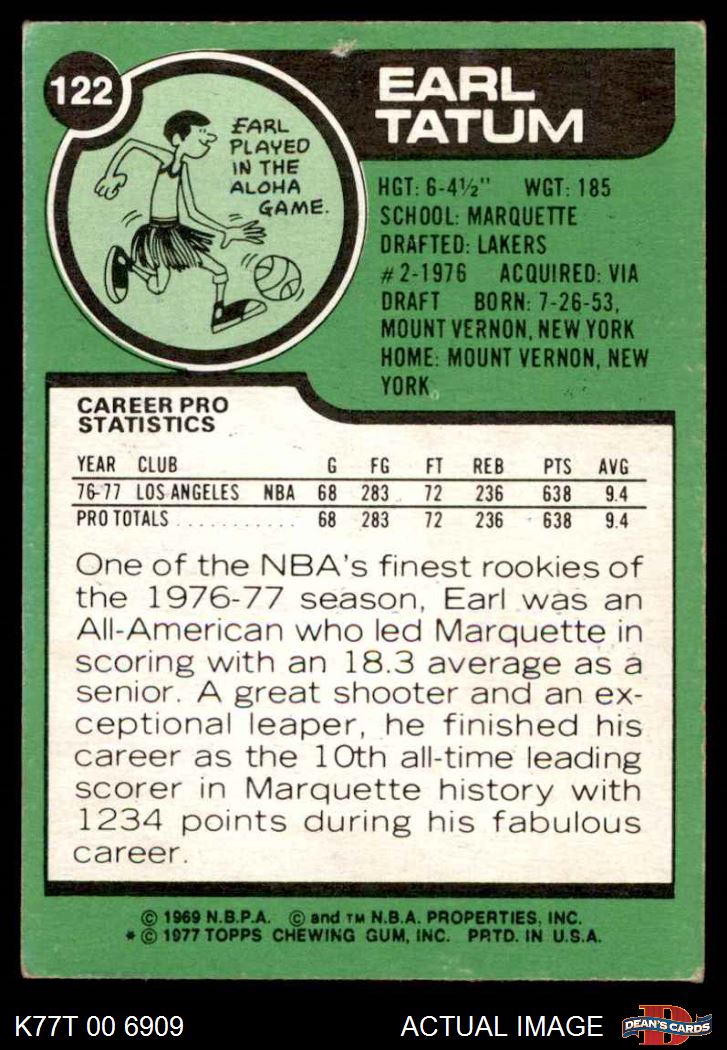 122
EARL
TATUM
EARL
PLAYED
IN THE
ALOHA
GAME.
HGT: 6-4½" WGT: 185
SCHOOL: MARQUETTE
DRAFTED: LAKERS
#2-1976 ACQUIRED: VIA
DRAFT BORN: 7-26-53,
MOUNT VERNON, NEW YORK
HOME: MOUNT VERNON, NEW
YORK
CAREER PRO
STATISTICS
YEAR CLUB G FG FT REB PTS AVG
76-77 LOS ANGELES NBA 68 283 72 236 638 9.4
PRO TOTALS . . . . . . . . . . . 68 283 72 236 638 9.4
One of the NBA's finest rookies of
the 1976-77 season, Earl was an
All-American who led Marquette in
scoring with an 18.3 average as a
senior. A great shooter and an ex-
ceptional leaper, he finished his
career as the 10th all-time leading
scorer in Marquette history with
1234 points during his fabulous
career.
© 1969 N.B.P.A. © and TM N.B.A. PROPERTIES, INC.
* © 1977 TOPPS CHEWING GUM, INC. PRTD. IN U.S.A.
K77T 00 6909 ACTUAL IMAGE
D
DEAN'S CARDS